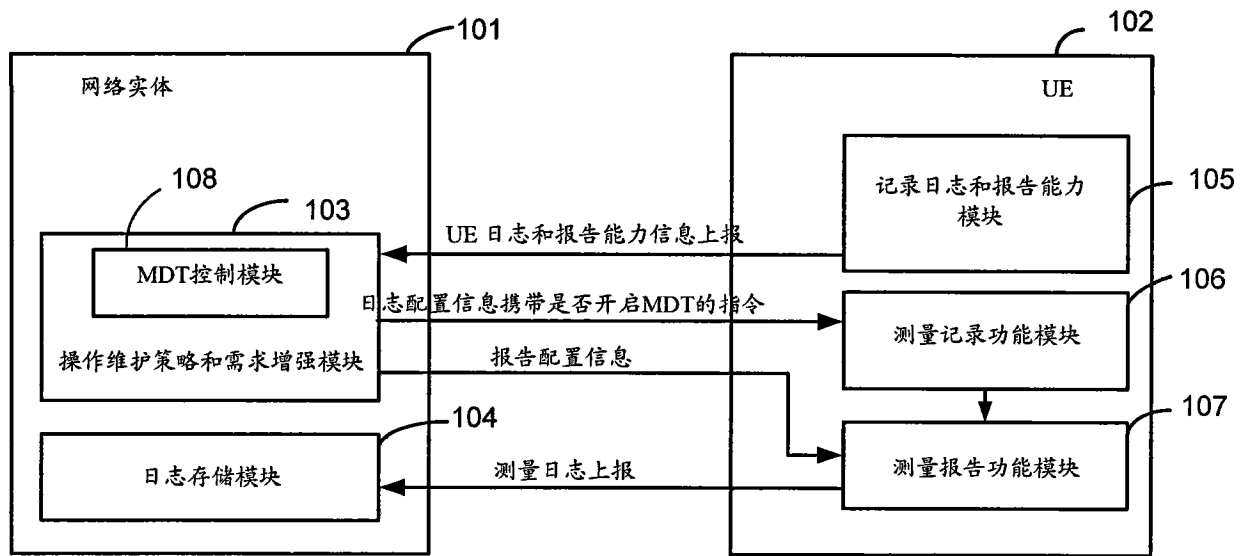 101
102
网络实体
UE
108
103
MDT控制模块
操作维护策略和需求增强模块
104
日志存储模块
UE 日志和报告能力信息上报
日志配置信息携带是否开启MDT的指令
报告配置信息
测量日志上报
记录日志和报告能力
模块
105
106
测量记录功能模块
107
测量报告功能模块